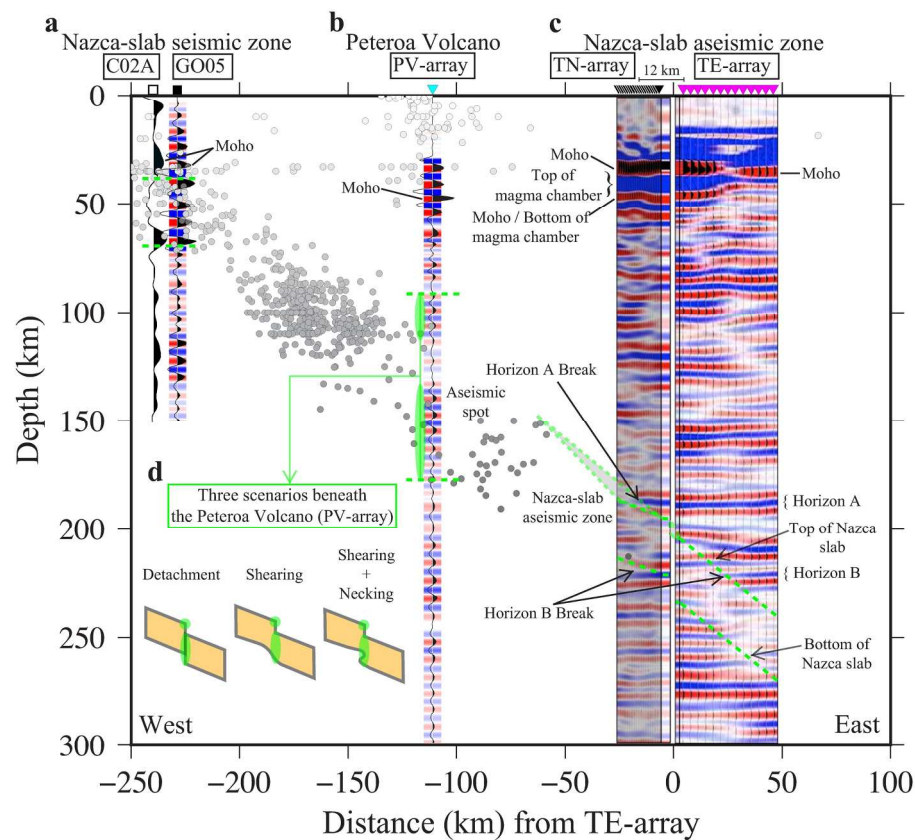 a
b
c
Nazca-slab seismic zone
Peteroa Volcano
Nazca-slab aseismic zone
C02A
GO05
PV-array
TN-array
12 km
TE-array
0
50
100
150
200
250
300
Depth (km)
Moho
Moho
Moho
Top of
magma chamber
Moho / Bottom of
magma chamber
Moho
Horizon A Break
Aseismic
spot
d
Three scenarios beneath
the Peteroa Volcano (PV-array)
Nazca-slab
aseismic zone
Horizon A
Top of Nazca
slab
Horizon B
Horizon B Break
Bottom of
Nazca slab
Detachment
Shearing
Shearing
+
Necking
West
East
−250
−200
−150
−100
−50
0
50
100
Distance (km) from TE-array